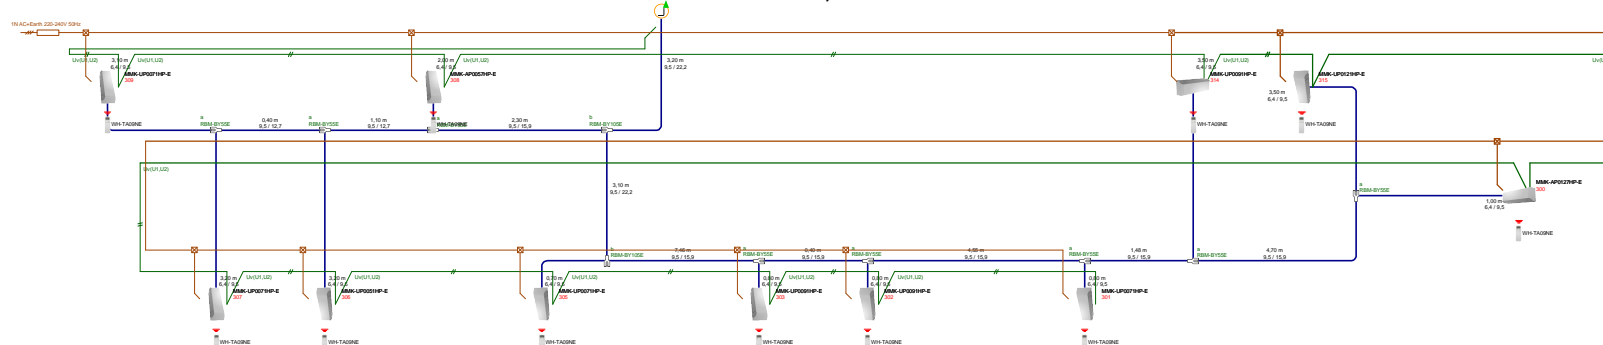 1N AC+Earth 220-240V 50Hz
Uv(U1,U2)
3,10 m
6,4 / 9,5
Uv(U1,U2)
MMK-UP0071HP-E
309
WH-TA09NE
2,00 m
6,4 / 9,5
Uv(U1,U2)
MMK-AP0057HP-E
308
WH-TA09NE
3,20 m
9,5 / 22,2
3,50 m
6,4 / 9,5
Uv(U1,U2)
MMK-UP0091HP-E
314
WH-TA09NE
3,50 m
6,4 / 9,5
MMK-UP0121HP-E
315
WH-TA09NE
a
RBM-BY55E
0,40 m
9,5 / 12,7
a
RBM-BY55E
1,10 m
9,5 / 12,7
a
2,30 m
9,5 / 15,9
b
RBM-BY105E
Uv(U1,U2)
3,10 m
9,5 / 22,2
a
RBM-BY55E
1,00 m
6,4 / 9,5
MMK-AP0127HP-E
300
WH-TA09NE
b
RBM-BY105E
7,46 m
9,5 / 15,9
a
RBM-BY55E
0,40 m
9,5 / 15,9
a
RBM-BY55E
9,5 / 15,9
a
RBM-BY55E
1,48 m
9,5 / 15,9
a
RBM-BY55E
4,70 m
9,5 / 15,9
3,20 m
6,4 / 9,5
Uv(U1,U2)
MMK-UP0071HP-E
307
WH-TA09NE
3,20 m
6,4 / 9,5
Uv(U1,U2)
MMK-UP0051HP-E
306
WH-TA09NE
0,70 m
6,4 / 9,5
Uv(U1,U2)
MMK-UP0071HP-E
305
WH-TA09NE
0,80 m
6,4 / 9,5
Uv(U1,U2)
MMK-UP0091HP-E
303
WH-TA09NE
0,80 m
6,4 / 9,5
Uv(U1,U2)
MMK-UP0091HP-E
302
WH-TA09NE
0,80 m
6,4 / 9,5
MMK-UP0071HP-E
301
WH-TA09NE